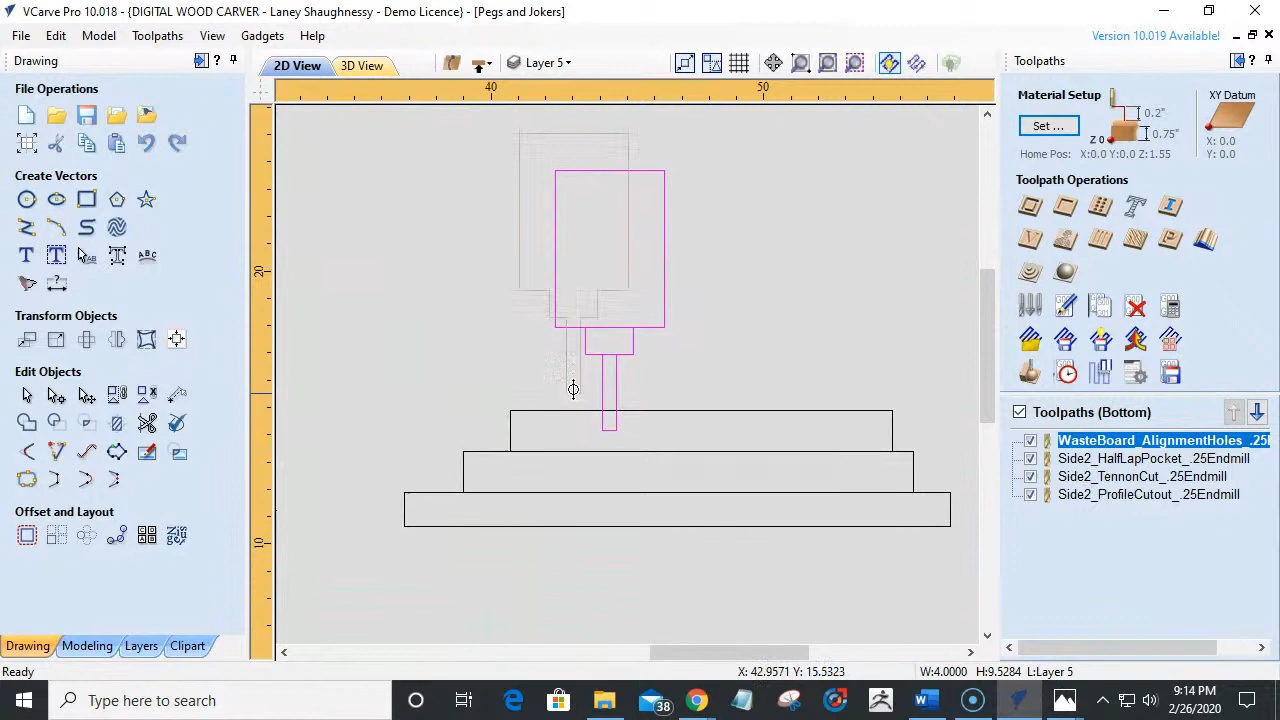 VCarve Pro 10.018 - {DIGITAL WOOD CARVER - Laney Shaughnessy - Demo Licence} - [Pegs and Jokers]
File Edit Model Toolpaths View Gadgets Help
Version 10.019 Available!
Drawing
2D View 3D View
Layer 5
Toolpaths
File Operations
Create Vectors
Transform Objects
Edit Objects
Offset and Layout
Drawing Modeling Layers Clipart
40 50
20
10
Material Setup
Set ...
0.2"
Z 0
0.75"
XY Datum
X: 0.0
Y: 0.0
Home Pos: X:0.0 Y:0.0 Z:1.55
Toolpath Operations
Toolpaths (Bottom)
WasteBoard_AlignmentHoles_.25
Side2_HalfLapPocket_.25Endmill
Side2_TennonCut_.25Endmill
Side2_ProfileCutout_.25Endmill
Ready
X: 42.9571 Y: 15.5323
W:4.0000 H:9.5284 L:Layer 5
Type here to search
38
9:14 PM
2/26/2020